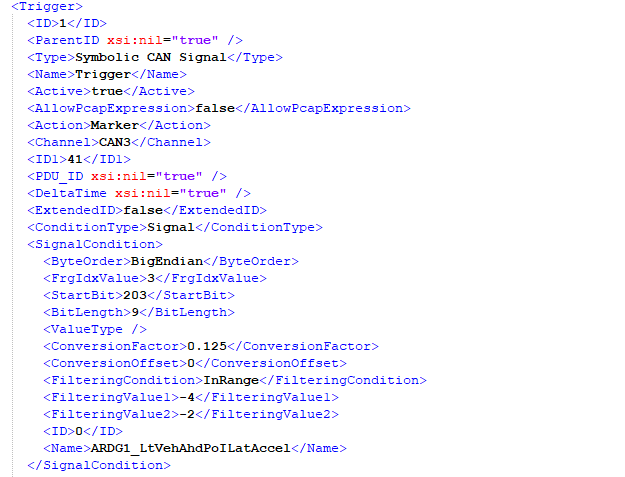 <Trigger>
<ID>1</ID>
<ParentID xsi:nil="true" />
<Type>Symbolic CAN Signal</Type>
<Name>Trigger</Name>
<Active>true</Active>
<AllowPcapExpression>false</AllowPcapExpression>
<Action>Marker</Action>
<Channel>CAN3</Channel>
<ID1>41</ID1>
<PDU_ID xsi:nil="true" />
<DeltaTime xsi:nil="true" />
<ExtendedID>false</ExtendedID>
<ConditionType>Signal</ConditionType>
<SignalCondition>
<ByteOrder>BigEndian</ByteOrder>
<FrgIdxValue>3</FrgIdxValue>
<StartBit>203</StartBit>
<BitLength>9</BitLength>
<ValueType />
<ConversionFactor>0.125</ConversionFactor>
<ConversionOffset>0</ConversionOffset>
<FilteringCondition>InRange</FilteringCondition>
<FilteringValue1>-4</FilteringValue1>
<FilteringValue2>-2</FilteringValue2>
<ID>0</ID>
<Name>ARDG1_LtVehAhdPoILatAccel</Name>
</SignalCondition>